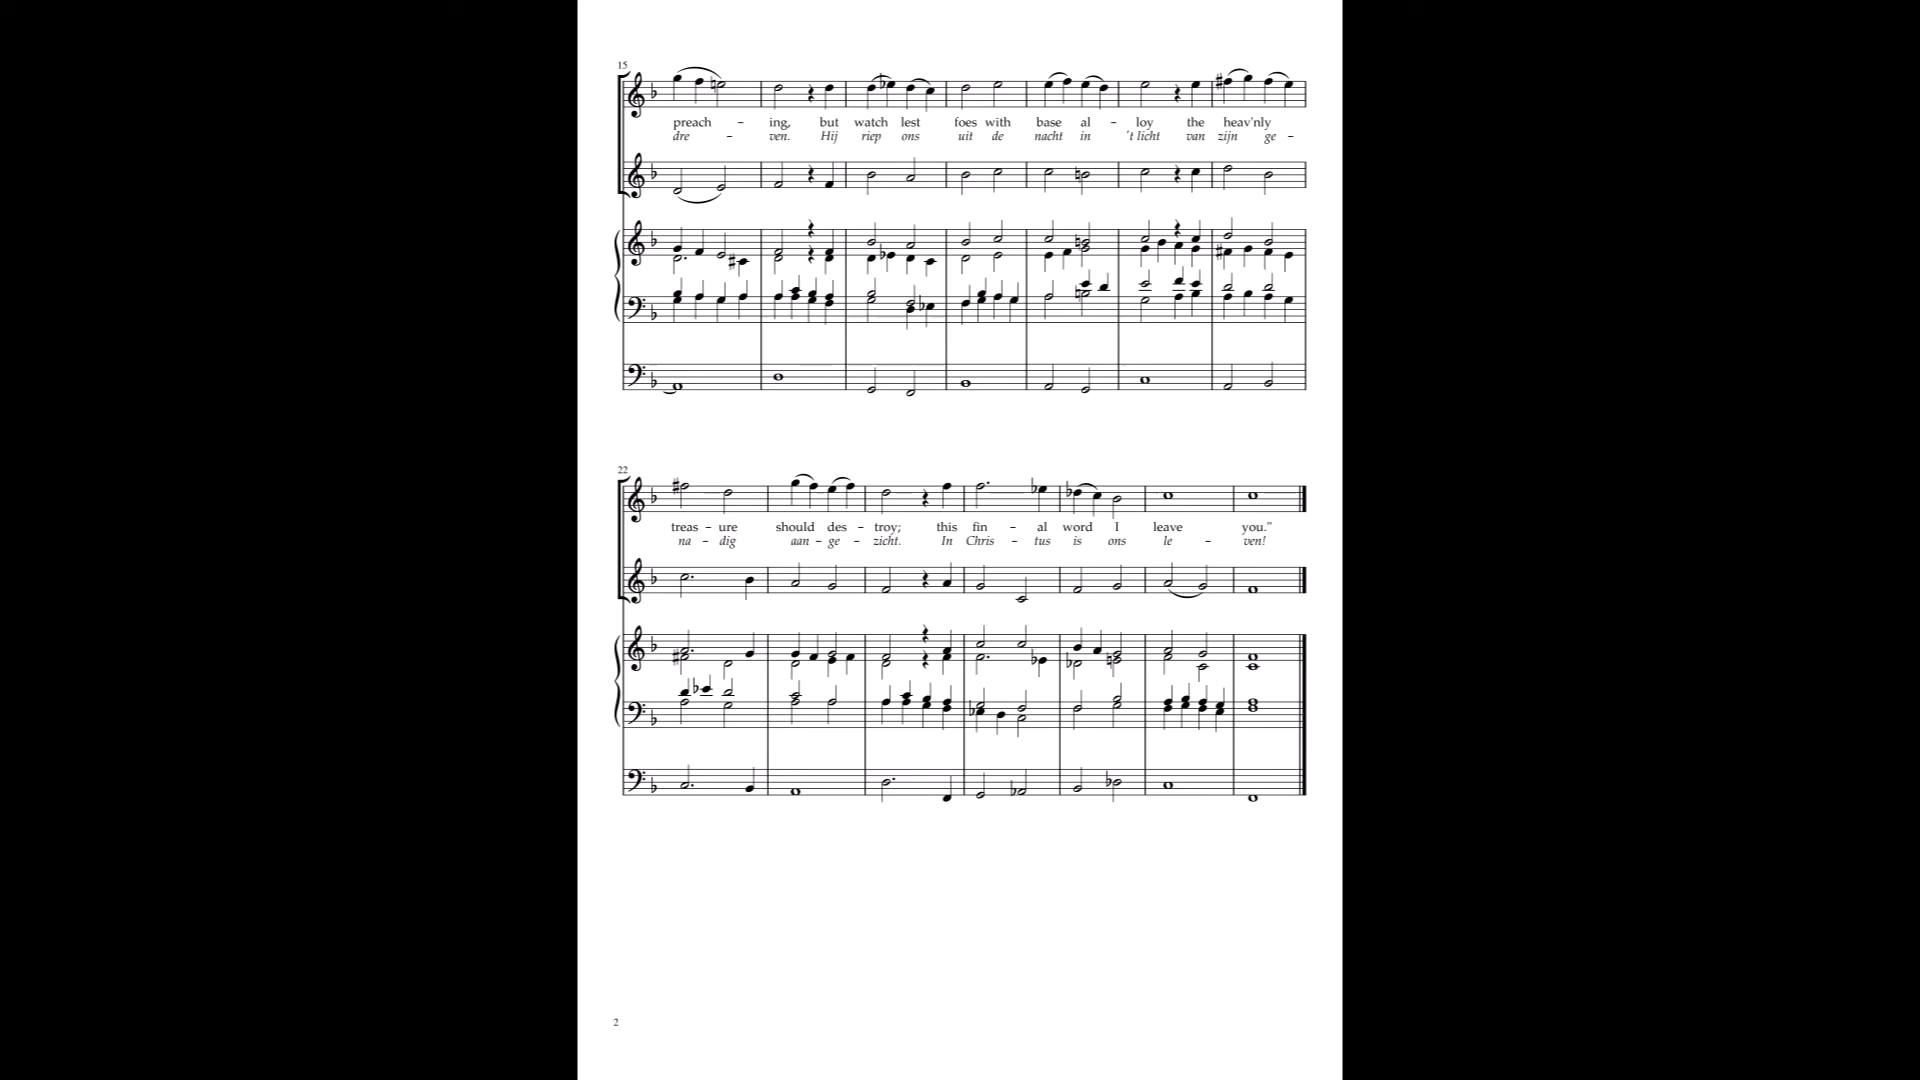 15
preach – ing, but watch lest foes with base al – loy the heav'nly
dre – ven. Hij riep ons uit de nacht in 't licht van zijn ge –
22
treas – ure should des – troy; this fin – al word I leave you."
na – dig aan – ge – zicht. In Chris – tus is ons le – ven!
2